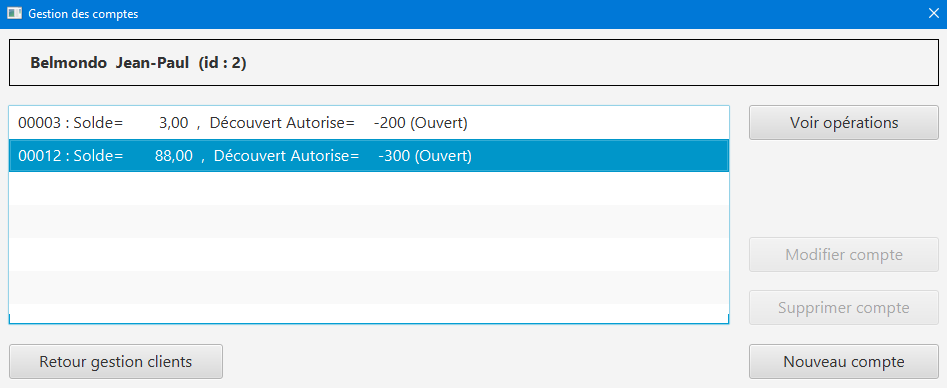 Gestion des comptes
Belmondo Jean-Paul (id : 2)
00003 : Solde= 3,00 , Découvert Autorise= -200 (Ouvert)
00012 : Solde= 88,00 , Découvert Autorise= -300 (Ouvert)
Voir opérations
Modifier compte
Supprimer compte
Retour gestion clients
Nouveau compte